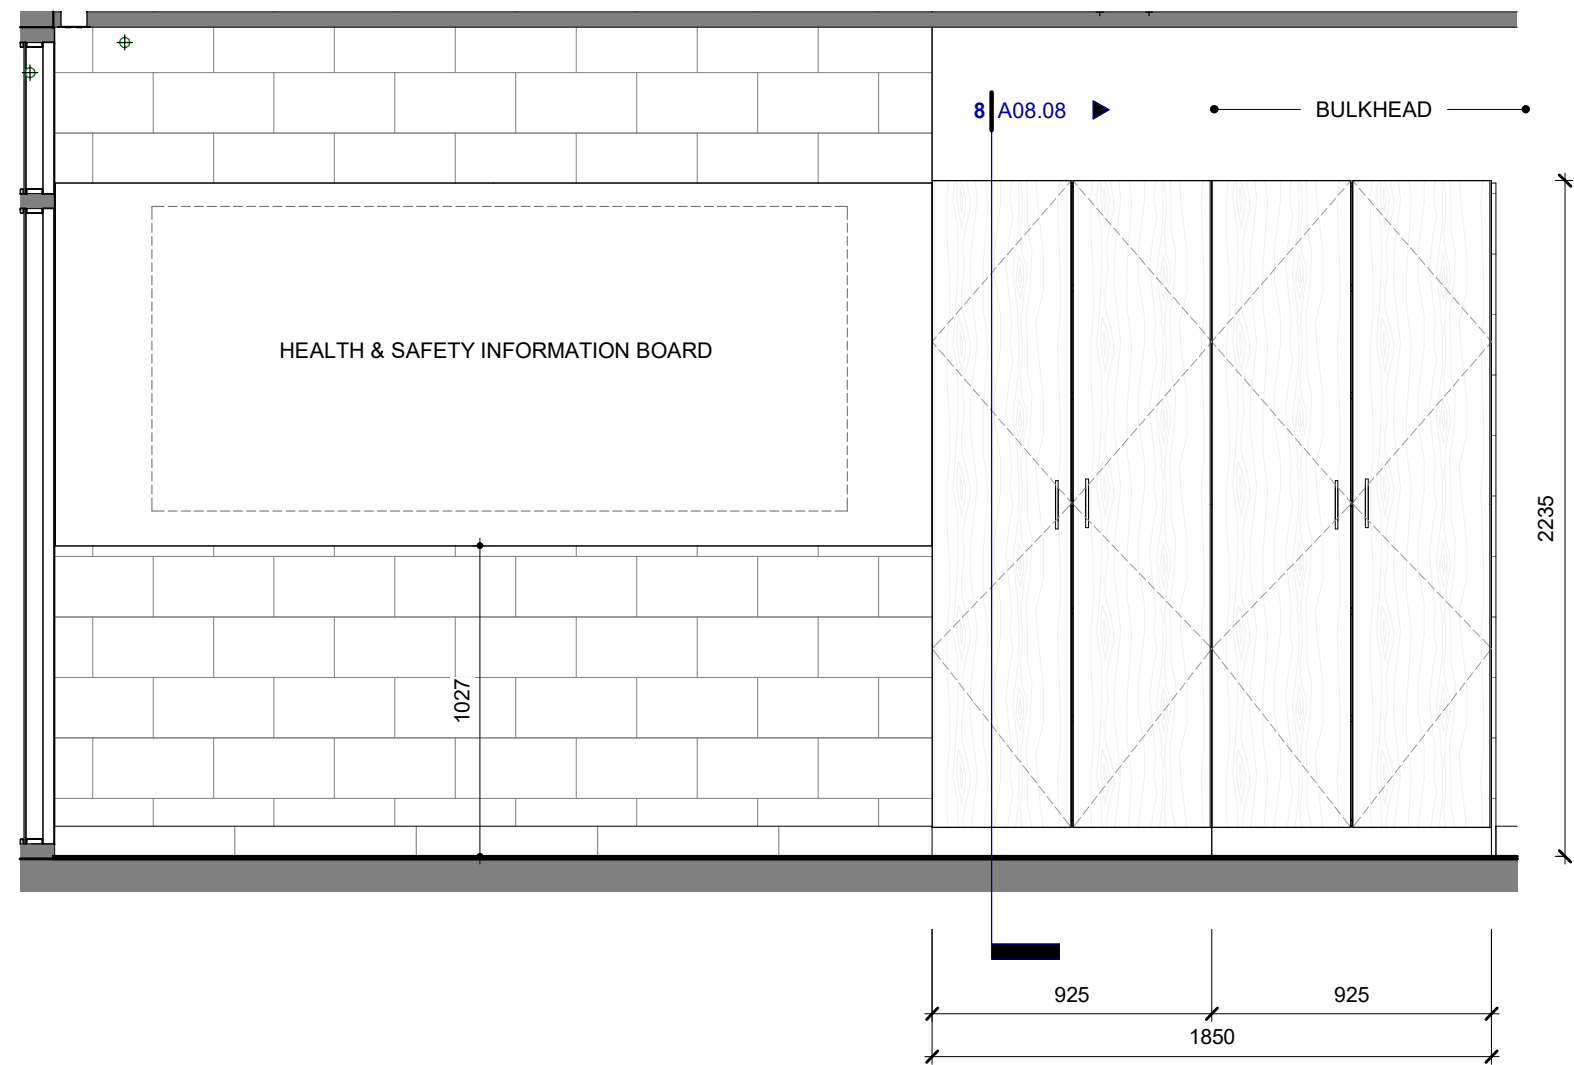 8 A08.08
BULKHEAD
HEALTH & SAFETY INFORMATION BOARD
2235
1027
925
925
1850